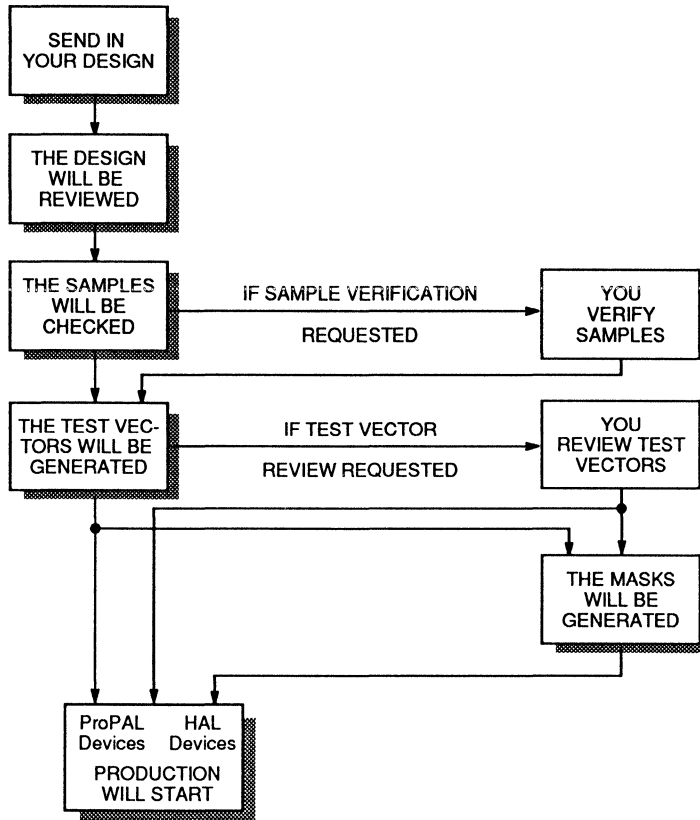 SEND IN
YOUR DESIGN
THE DESIGN
WILL BE
REVIEWED
THE SAMPLES
WILL BE
CHECKED
IF SAMPLE VERIFICATION
REQUESTED
YOU
VERIFY
SAMPLES
THE TEST VEC-
TORS WILL BE
GENERATED
IF TEST VECTOR
REVIEW REQUESTED
YOU
REVIEW TEST
VECTORS
THE MASKS
WILL BE
GENERATED
ProPAL
Devices
HAL
Devices
PRODUCTION
WILL START